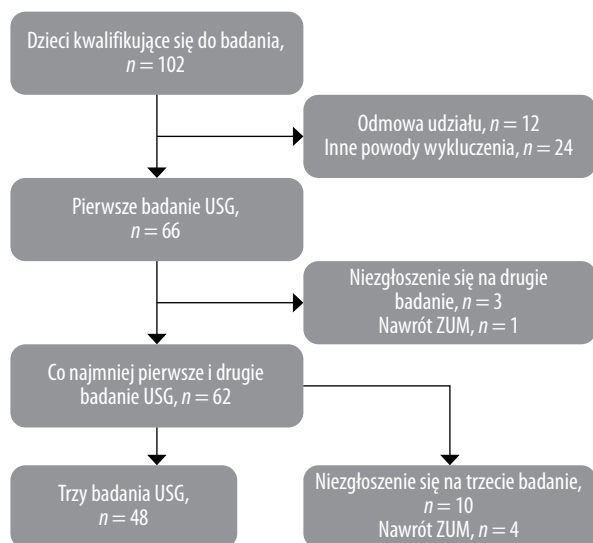 Dzieci kwalifikujące się do badania,
n = 102
Odmowa udziału, n = 12
Inne powody wykluczenia, n = 24
Pierwsze badanie USG,
n = 66
Niezgłoszenie się na drugie
badanie, n = 3
Nawrót ZUM, n = 1
Co najmniej pierwsze i drugie
badanie USG, n = 62
Trzy badania USG,
n = 48
Niezgłoszenie się na trzecie badanie,
n = 10
Nawrót ZUM, n = 4